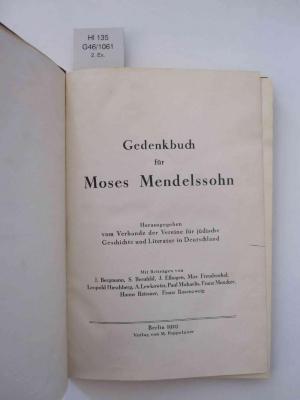 HI 135
G46/1061
2. Ex.
Gedenkbuch
für
Moses Mendelssohn
Herausgegeben
vom Verbande der Vereine für jüdische
Geschichte und Literatur in Deutschland
Mit Beiträgen von
J. Bergmann, S. Bernfeld, J. Elbogen, Max Freudenthal,
Leopold Hirschberg, A. Lewkowitz, Paul Michaelis, Franz Muncker,
Hanns Reissner, Franz Rosenzweig
Berlin 1929
Verlag von M. Poppelauer